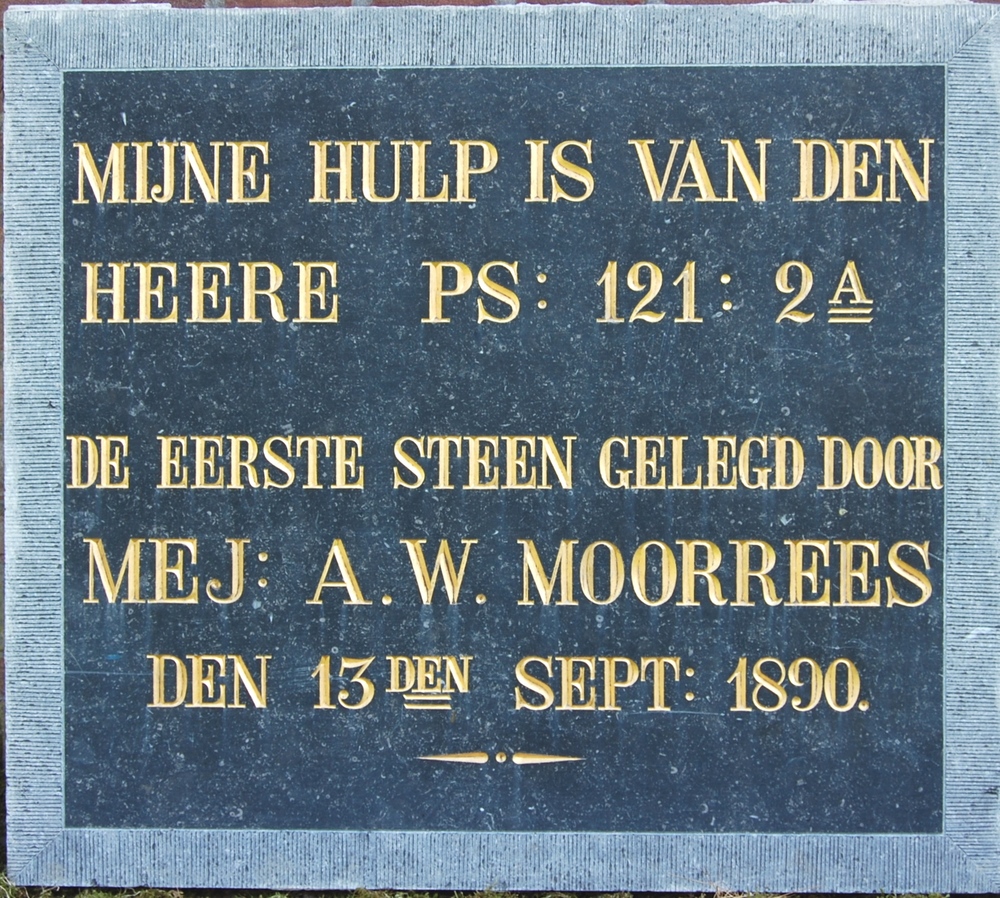 MIJNE HULP IS VAN DEN
HEERE PS: 121: 2A
DE EERSTE STEEN GELEGD DOOR
MEJ: A. W. MOORREES
DEN 13DEN SEPT: 1890.